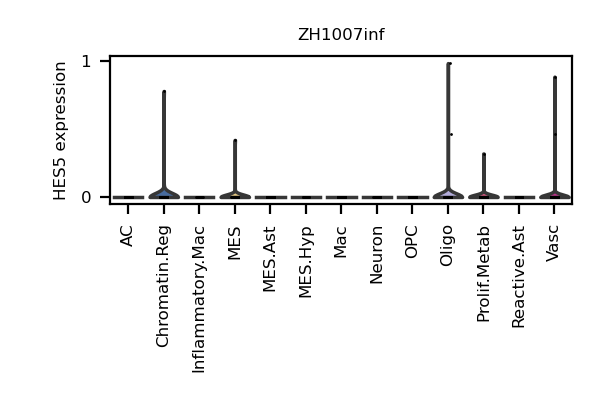 ZH1007inf
HES5 expression
1
0
AC
Chromatin.Reg
Inflammatory.Mac
MES
MES.Ast
MES.Hyp
Mac
Neuron
OPC
Oligo
Prolif.Metab
Reactive.Ast
Vasc